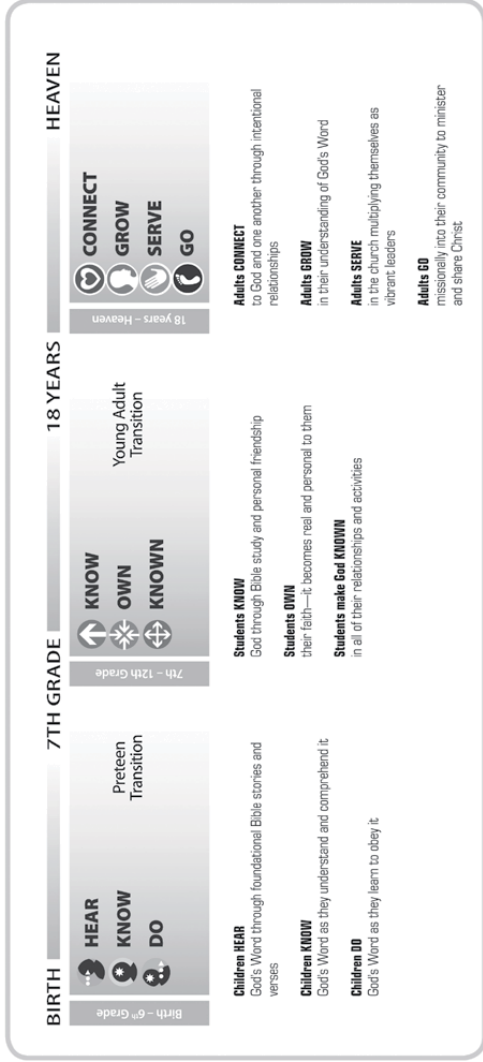 BIRTH
7TH GRADE
18 YEARS
HEAVEN
Birth – 6th Grade
HEAR
KNOW
DO
Preteen
Transition
7th – 12th Grade
KNOW
OWN
KNOWN
Young Adult
Transition
18 years – Heaven
CONNECT
GROW
SERVE
GO
Children HEAR
God's Word through foundational Bible stories and
verses
Children KNOW
God's Word as they understand and comprehend it
Children DO
God's Word as they learn to obey it
Students KNOW
God through Bible study and personal friendship
Students OWN
their faith—it becomes real and personal to them
Students make God KNOWN
in all of their relationships and activities
Adults CONNECT
to God and one another through intentional
relationships
Adults GROW
in their understanding of God's Word
Adults SERVE
in the church multiplying themselves as
vibrant leaders
Adults GO
missionally into their community to minister
and share Christ